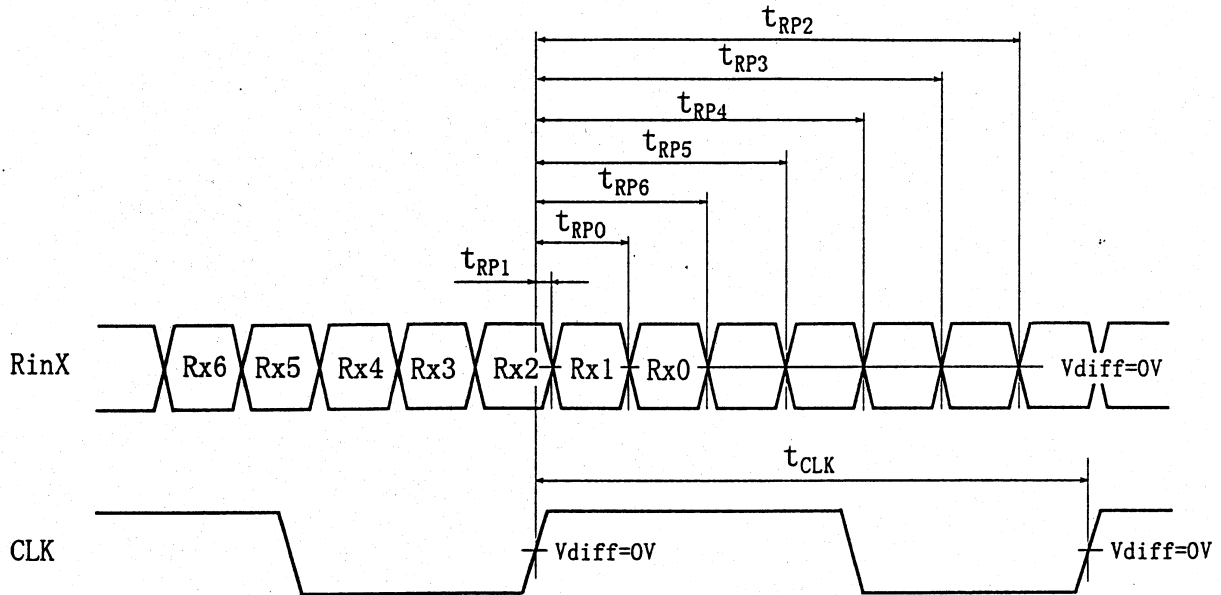 tRP2
tRP3
tRP4
tRP5
tRP6
tRP0
tRP1
RinX Rx6 Rx5 Rx4 Rx3 Rx2 Rx1 Rx0 Vdiff=0V
tCLK
CLK Vdiff=0V Vdiff=0V